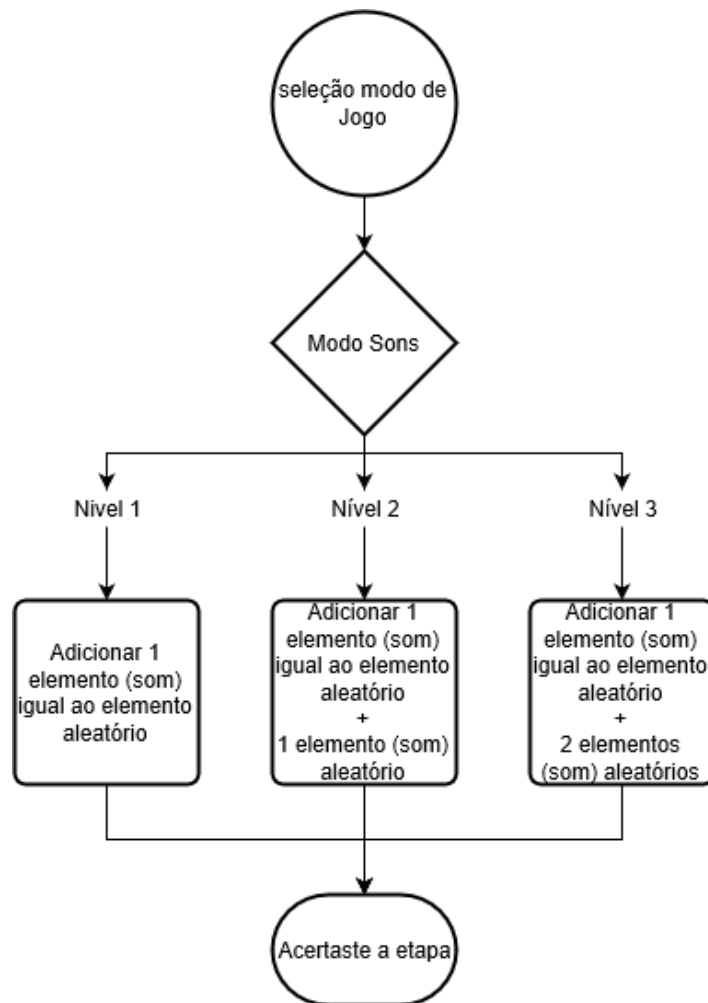 seleção modo de
Jogo
Modo Sons
Nivel 1
Nível 2
Nível 3
Adicionar 1
elemento (som)
igual ao elemento
aleatório
Adicionar 1
elemento (som)
igual ao elemento
aleatório
+
1 elemento (som)
aleatório
Adicionar 1
elemento (som)
igual ao elemento
aleatório
+
2 elementos
(som) aleatórios
Acertaste a etapa